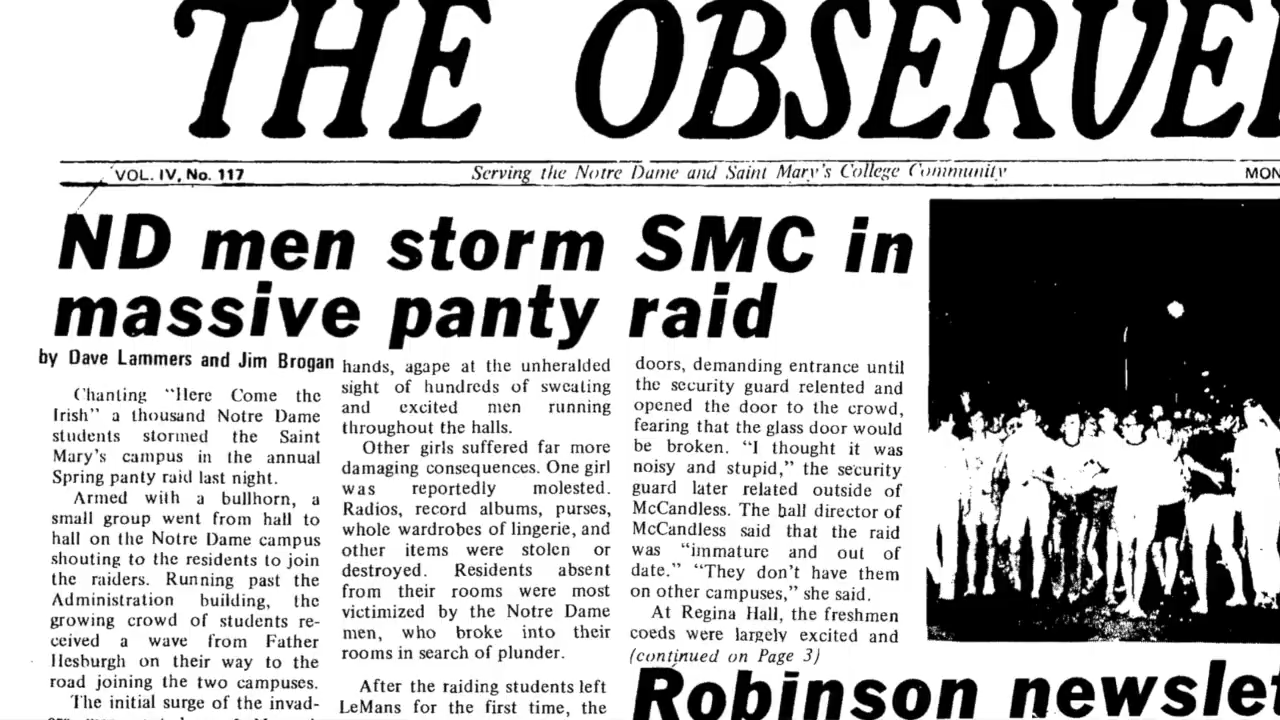 THE OBSERVE
VOL. IV, No. 117
Serving the Notre Dame and Saint Mary's College Community
MON
ND men storm SMC in
massive panty raid
by Dave Lammers and Jim Brogan
Chanting "Here Come the
Irish" a thousand Notre Dame
students stormed the Saint
Mary's campus in the annual
Spring panty raid last night.
Armed with a bullhorn, a
small group went from hall to
hall on the Notre Dame campus
shouting to the residents to join
the raiders. Running past the
Administration building, the
growing crowd of students re-
ceived a wave from Father
Hesburgh on their way to the
road joining the two campuses.
The initial surge of the invad-
hands, agape at the unheralded
sight of hundreds of sweating
and excited men running
throughout the halls.
Other girls suffered far more
damaging consequences. One girl
was reportedly molested.
Radios, record albums, purses,
whole wardrobes of lingerie, and
other items were stolen or
destroyed. Residents absent
from their rooms were most
victimized by the Notre Dame
men, who broke into their
rooms in search of plunder.
After the raiding students left
LeMans for the first time, the
doors, demanding entrance until
the security guard relented and
opened the door to the crowd,
fearing that the glass door would
be broken. "I thought it was
noisy and stupid," the security
guard later related outside of
McCandless. The hall director of
McCandless said that the raid
was "immature and out of
date." "They don't have them
on other campuses," she said.
At Regina Hall, the freshmen
coeds were largely excited and
(continued on Page 3)
Robinson newslet